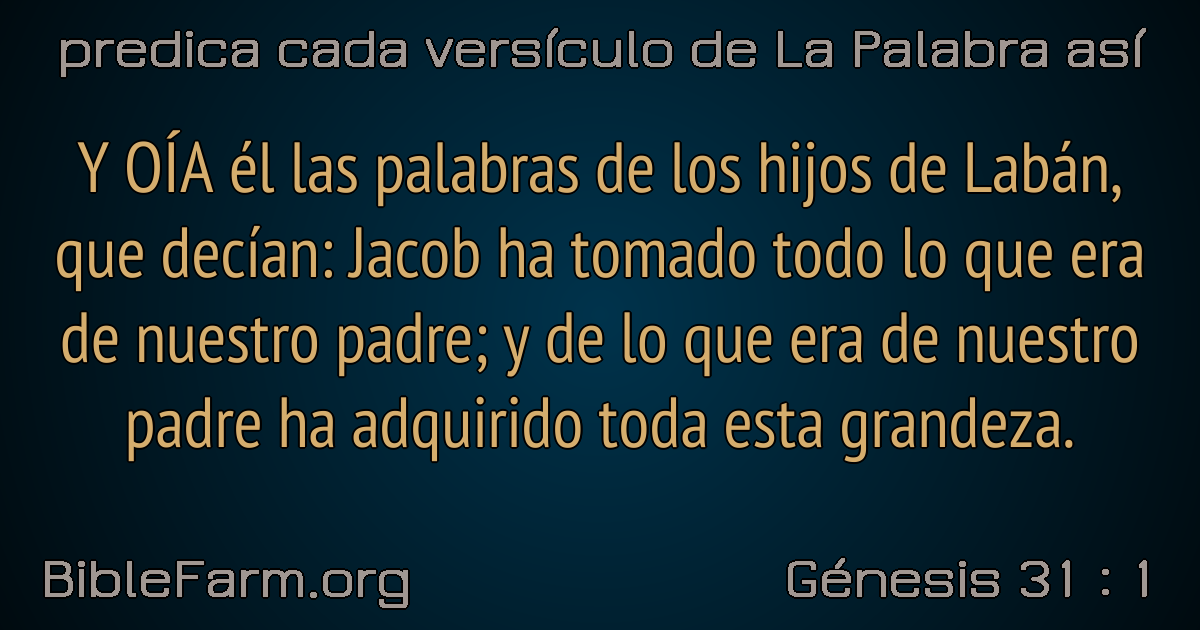 predica cada versículo de La Palabra así
Y OÍA él las palabras de los hijos de Labán,
que decían: Jacob ha tomado todo lo que era
de nuestro padre; y de lo que era de nuestro
padre ha adquirido toda esta grandeza.
BibleFarm.org
Génesis 31 : 1